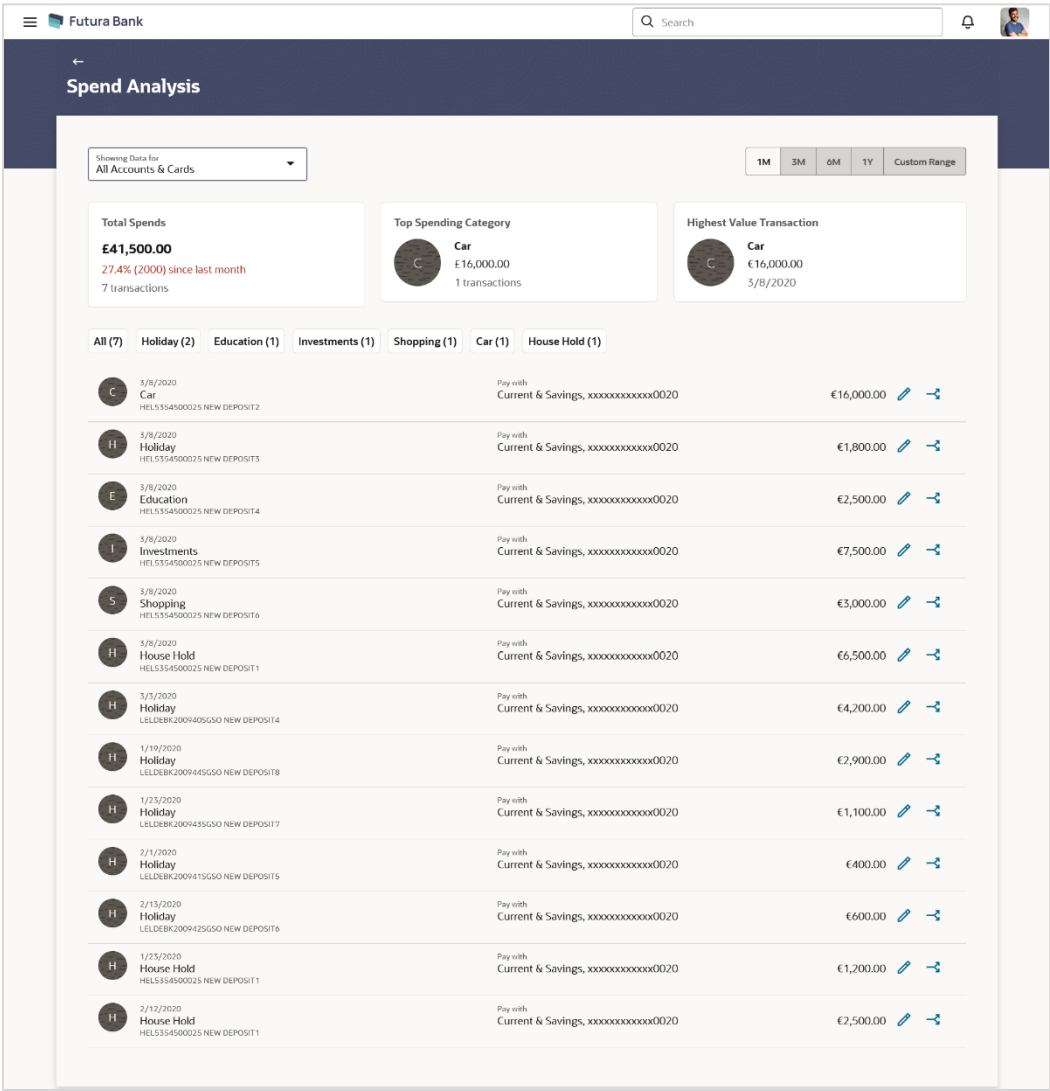 Futura Bank
Search
Spend Analysis
Showing Data for
All Accounts & Cards
1M 3M 6M 1Y Custom Range
Total Spends
£41,500.00
27.4% (2000) since last month
7 transactions
Top Spending Category
C
Car
£16,000.00
1 transactions
Highest Value Transaction
C
Car
€16,000.00
3/8/2020
All (7) Holiday (2) Education (1) Investments (1) Shopping (1) Car (1) House Hold (1)
C
3/8/2020
Car
HEL5354500025 NEW DEPOSIT2
Pay with
Current & Savings, xxxxxxxxxxxx0020
€16,000.00
H
3/8/2020
Holiday
HEL5354500025 NEW DEPOSIT3
Pay with
Current & Savings, xxxxxxxxxxxx0020
€1,800.00
E
3/8/2020
Education
HEL5354500025 NEW DEPOSIT4
Pay with
Current & Savings, xxxxxxxxxxxx0020
€2,500.00
I
3/8/2020
Investments
HEL5354500025 NEW DEPOSIT5
Pay with
Current & Savings, xxxxxxxxxxxx0020
€7,500.00
S
3/8/2020
Shopping
HEL5354500025 NEW DEPOSIT6
Pay with
Current & Savings, xxxxxxxxxxxx0020
€3,000.00
H
3/8/2020
House Hold
HEL5354500025 NEW DEPOSIT1
Pay with
Current & Savings, xxxxxxxxxxxx0020
€6,500.00
H
3/3/2020
Holiday
LELDEBK200940SGSO NEW DEPOSIT4
Pay with
Current & Savings, xxxxxxxxxxxx0020
€4,200.00
H
1/19/2020
Holiday
LELDEBK200944SGSO NEW DEPOSIT8
Pay with
Current & Savings, xxxxxxxxxxxx0020
€2,900.00
H
1/23/2020
Holiday
LELDEBK200943SGSO NEW DEPOSIT7
Pay with
Current & Savings, xxxxxxxxxxxx0020
€1,100.00
H
2/1/2020
Holiday
LELDEBK200941SGSO NEW DEPOSIT5
Pay with
Current & Savings, xxxxxxxxxxxx0020
€400.00
H
2/13/2020
Holiday
LELDEBK200942SGSO NEW DEPOSIT6
Pay with
Current & Savings, xxxxxxxxxxxx0020
€600.00
H
1/23/2020
House Hold
HEL5354500025 NEW DEPOSIT1
Pay with
Current & Savings, xxxxxxxxxxxx0020
€1,200.00
H
2/12/2020
House Hold
HEL5354500025 NEW DEPOSIT1
Pay with
Current & Savings, xxxxxxxxxxxx0020
€2,500.00